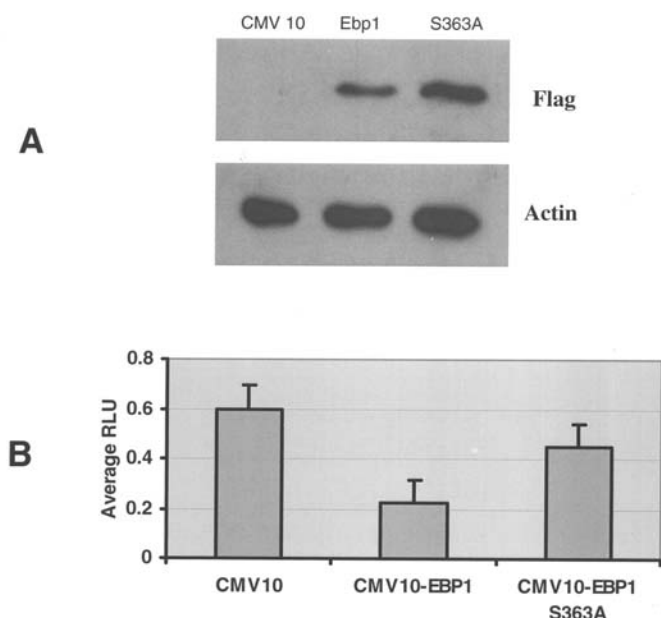 CMV 10 Ebp1 S363A
Flag
A
Actin
0.8
0.6
0.4
0.2
0
Average RLU
B
CMV10 CMV10-EBP1 CMV10-EBP1
S363A